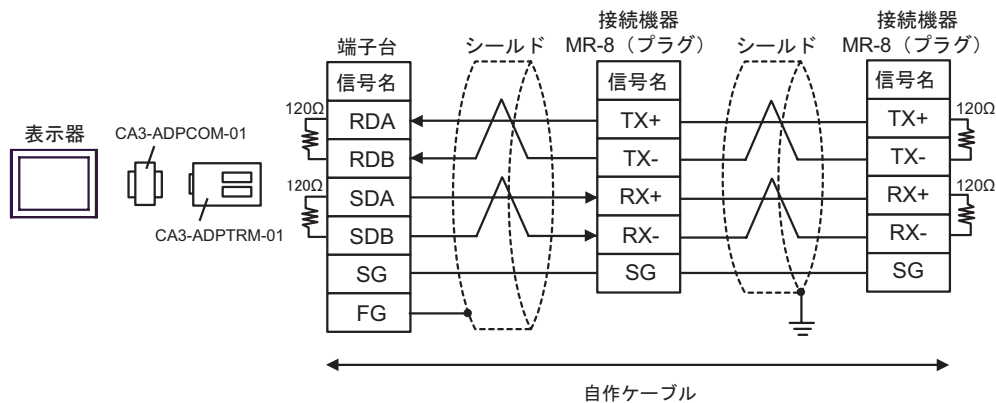 表示器
CA3-ADPCOM-01
CA3-ADPTRM-01
端子台
信号名
RDA
RDB
SDA
SDB
SG
FG
120Ω
120Ω
シールド
接続機器
MR-8（プラグ）
信号名
TX+
TX-
RX+
RX-
SG
シールド
接続機器
MR-8（プラグ）
信号名
TX+
TX-
RX+
RX-
SG
120Ω
120Ω
自作ケーブル